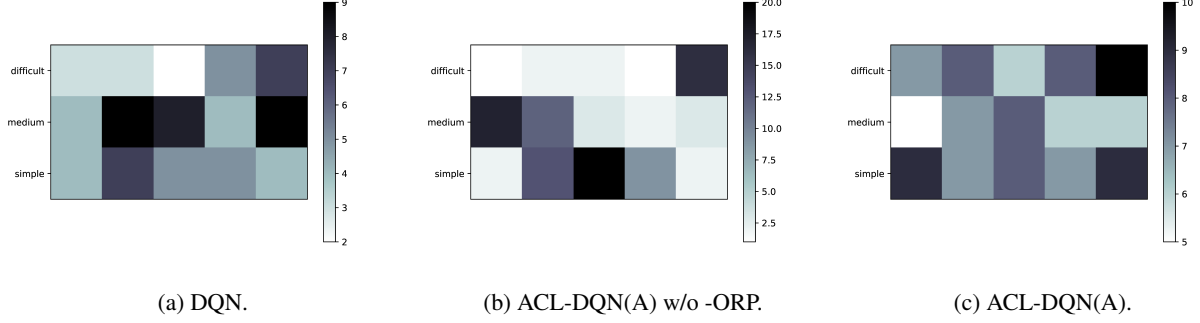 difficult
medium
simple
9
8
7
6
5
4
3
2
(a) DQN.
difficult
medium
simple
20.0
17.5
15.0
12.5
10.0
7.5
5.0
2.5
(b) ACL-DQN(A) w/o -ORP.
difficult
medium
simple
10
9
8
7
6
5
(c) ACL-DQN(A).